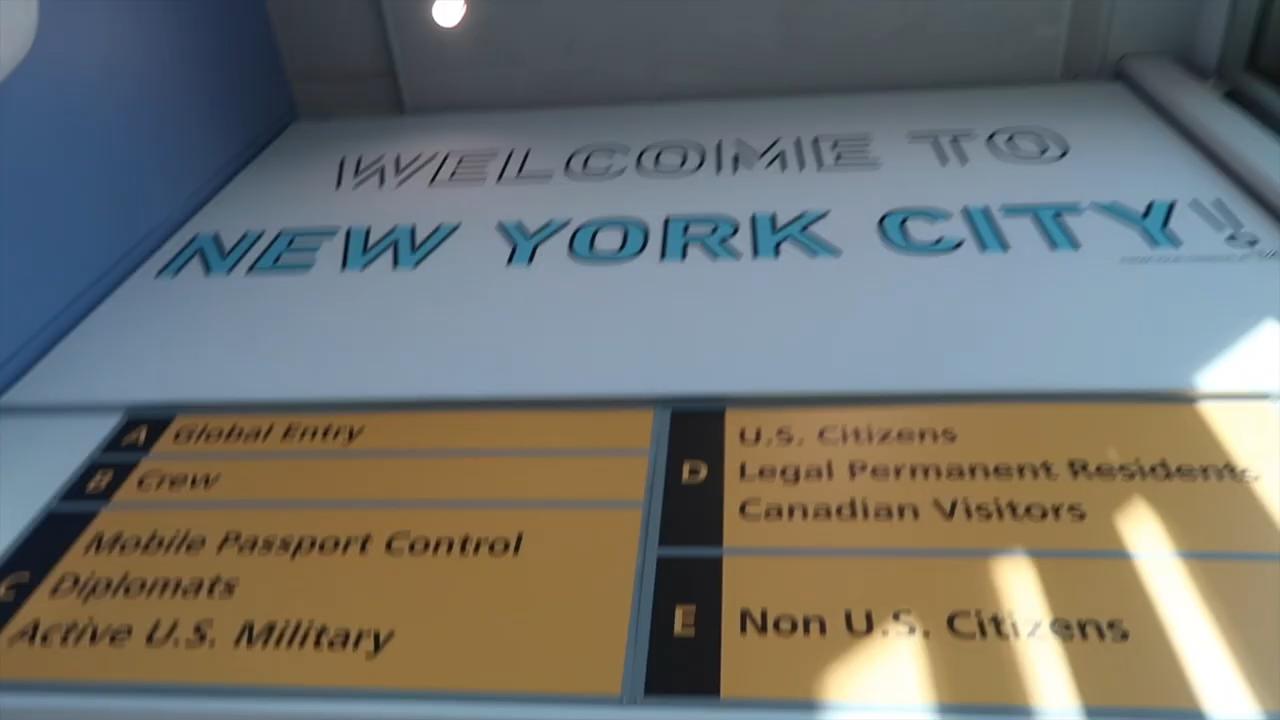 WELCOME TO
NEW YORK CITY!!
A Global Entry
B Crew
C Mobile Passport Control
Diplomats
Active U.S. Military
D U.S. Citizens
Legal Permanent Residents
Canadian Visitors
E Non U.S. Citizens